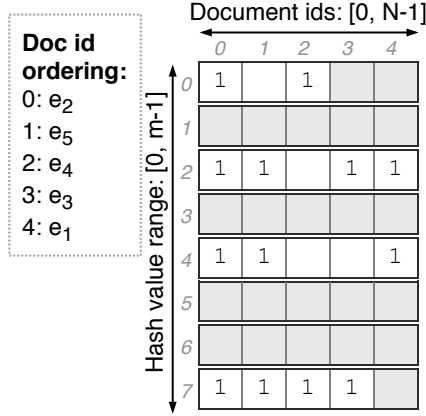 Document ids: [0, N-1]
Doc id
ordering:
0: e2
1: e5
2: e4
3: e3
4: e1
Hash value range: [0, m-1]
0 1 2 3 4
0 1 1
1
2 1 1 1 1
3
4 1 1 1
5
6
7 1 1 1 1